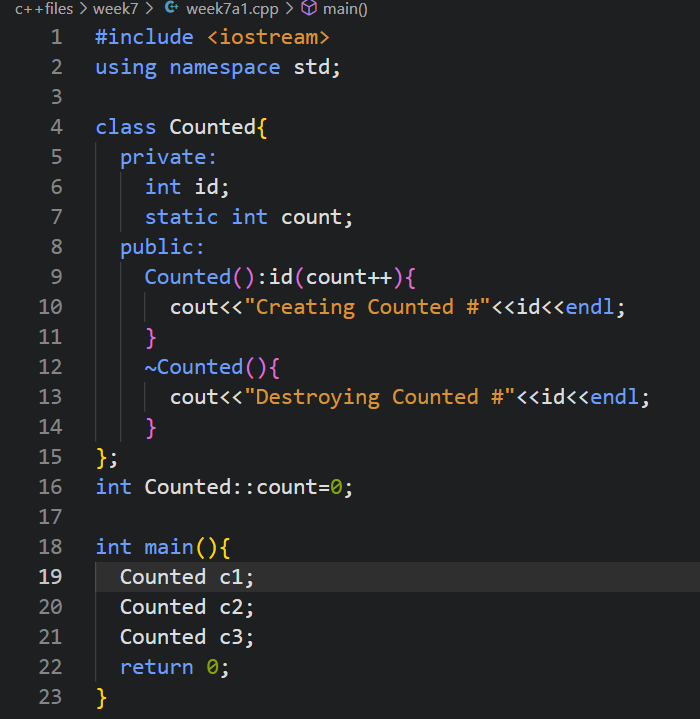 c++files > week7 > week7a1.cpp > main()
1 #include <iostream>
2 using namespace std;
3
4 class Counted{
5 private:
6 int id;
7 static int count;
8 public:
9 Counted():id(count++){
10 cout<<"Creating Counted #"<<id<<endl;
11 }
12 ~Counted(){
13 cout<<"Destroying Counted #"<<id<<endl;
14 }
15 };
16 int Counted::count=0;
17
18 int main(){
19 Counted c1;
20 Counted c2;
21 Counted c3;
22 return 0;
23 }